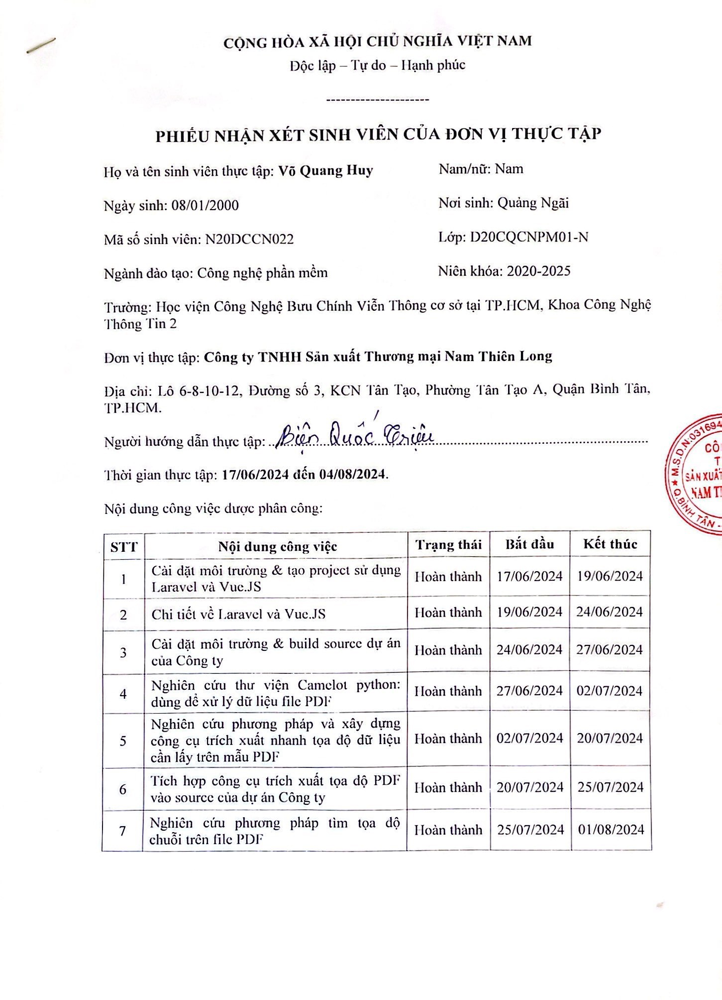 CỘNG HÒA XÃ HỘI CHỦ NGHĨA VIỆT NAM
Độc lập – Tự do – Hạnh phúc
---------------------
PHIẾU NHẬN XÉT SINH VIÊN CỦA ĐƠN VỊ THỰC TẬP
Họ và tên sinh viên thực tập: Võ Quang Huy Nam/nữ: Nam
Ngày sinh: 08/01/2000 Nơi sinh: Quảng Ngãi
Mã số sinh viên: N20DCCN022 Lớp: D20CQCNPM01-N
Ngành đào tạo: Công nghệ phần mềm Niên khóa: 2020-2025
Trường: Học viện Công Nghệ Bưu Chính Viễn Thông cơ sở tại TP.HCM, Khoa Công Nghệ
Thông Tin 2
Đơn vị thực tập: Công ty TNHH Sản xuất Thương mại Nam Thiên Long
Địa chỉ: Lô 6-8-10-12, Đường số 3, KCN Tân Tạo, Phường Tân Tạo A, Quận Bình Tân,
TP.HCM.
Người hướng dẫn thực tập: Biện Quốc Triệu
Thời gian thực tập: 17/06/2024 đến 04/08/2024.
M.S.D.N:031694
CÔ
T
SẢN XUẤT
NAM T
★ Q.BÌNH TÂN -
Nội dung công việc được phân công:
STT Nội dung công việc Trạng thái Bắt đầu Kết thúc
1 Cài đặt môi trường & tạo project sử dụng Hoàn thành 17/06/2024 19/06/2024
Laravel và Vue.JS
2 Chi tiết về Laravel và Vue.JS Hoàn thành 19/06/2024 24/06/2024
3 Cài đặt môi trường & build source dự án Hoàn thành 24/06/2024 27/06/2024
của Công ty
4 Nghiên cứu thư viện Camelot python: Hoàn thành 27/06/2024 02/07/2024
dùng để xử lý dữ liệu file PDF
5 Nghiên cứu phương pháp và xây dựng Hoàn thành 02/07/2024 20/07/2024
công cụ trích xuất nhanh tọa độ dữ liệu
cần lấy trên mẫu PDF
6 Tích hợp công cụ trích xuất tọa độ PDF Hoàn thành 20/07/2024 25/07/2024
vào source của dự án Công ty
7 Nghiên cứu phương pháp tìm tọa độ Hoàn thành 25/07/2024 01/08/2024
chuỗi trên file PDF